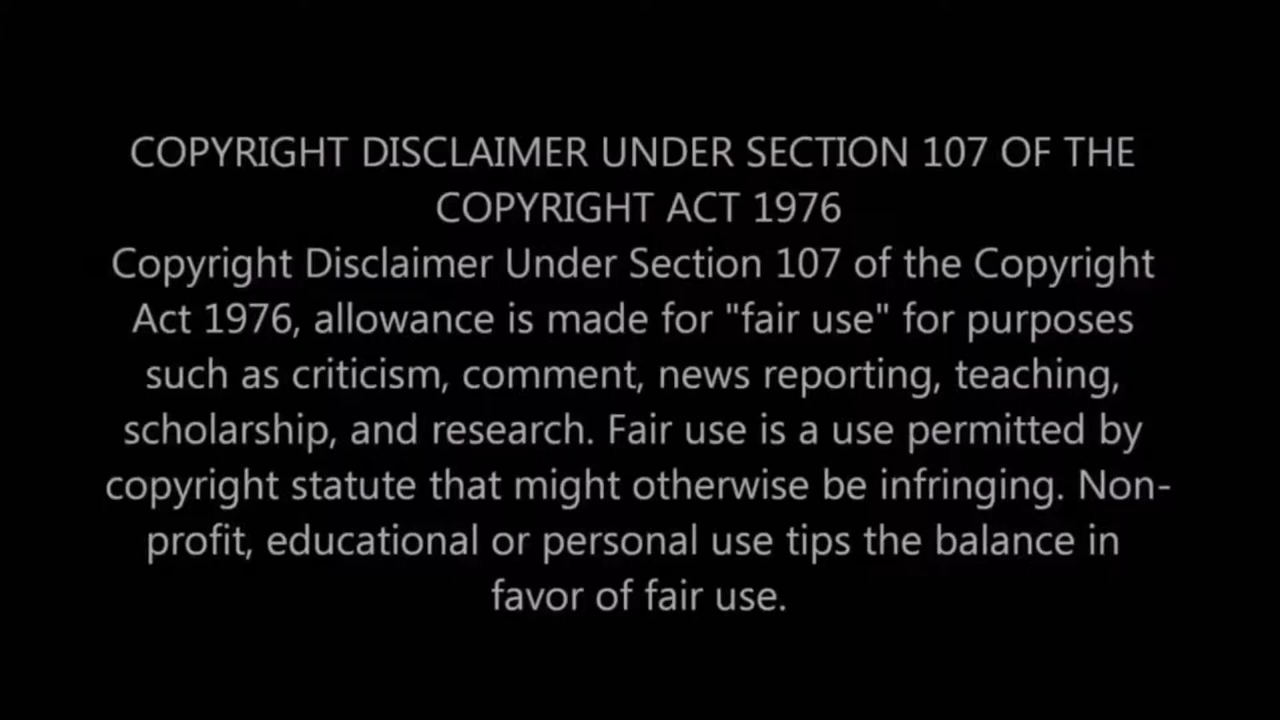 COPYRIGHT DISCLAIMER UNDER SECTION 107 OF THE
COPYRIGHT ACT 1976
Copyright Disclaimer Under Section 107 of the Copyright
Act 1976, allowance is made for "fair use" for purposes
such as criticism, comment, news reporting, teaching,
scholarship, and research. Fair use is a use permitted by
copyright statute that might otherwise be infringing. Non-
profit, educational or personal use tips the balance in
favor of fair use.